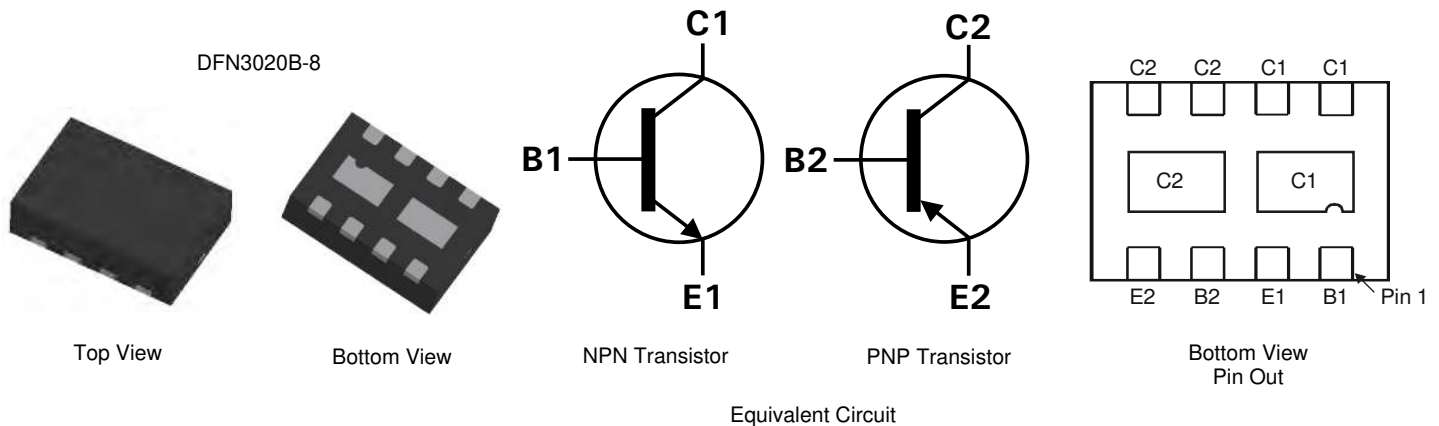 DFN3020B-8
Top View
Bottom View
C1
B1
E1
NPN Transistor
C2
B2
E2
PNP Transistor
Equivalent Circuit
C2 C2 C1 C1
C2 C1
E2 B2 E1 B1 Pin 1
Bottom View
Pin Out